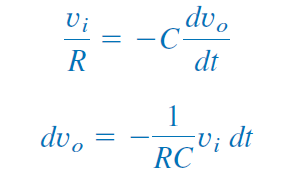 v_i/R = -C dv_o/dt
dv_o = -1/RC v_i dt